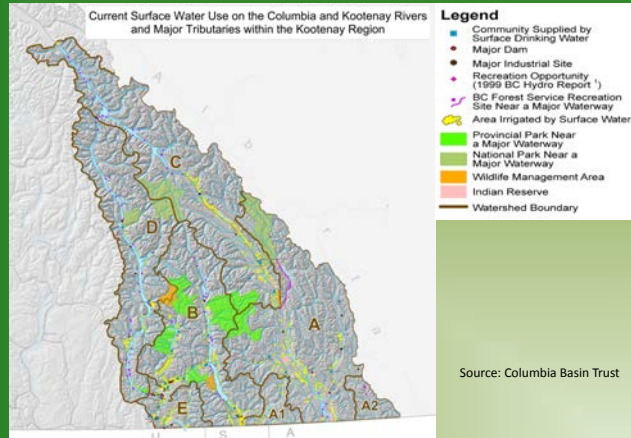 Current Surface Water Use on the Columbia and Kootenay Rivers
and Major Tributaries within the Kootenay Region
Legend
Community Supplied by
Surface Drinking Water
Major Dam
Major Industrial Site
Recreation Opportunity
(1999 BC Hydro Report 1)
BC Forest Service Recreation
Site Near a Major Waterway
Area Irrigated by Surface Water
Provincial Park Near
a Major Waterway
National Park Near a
Major Waterway
Wildlife Management Area
Indian Reserve
Watershed Boundary
C
D
B
A
E
A1
A2
U S A
Source: Columbia Basin Trust